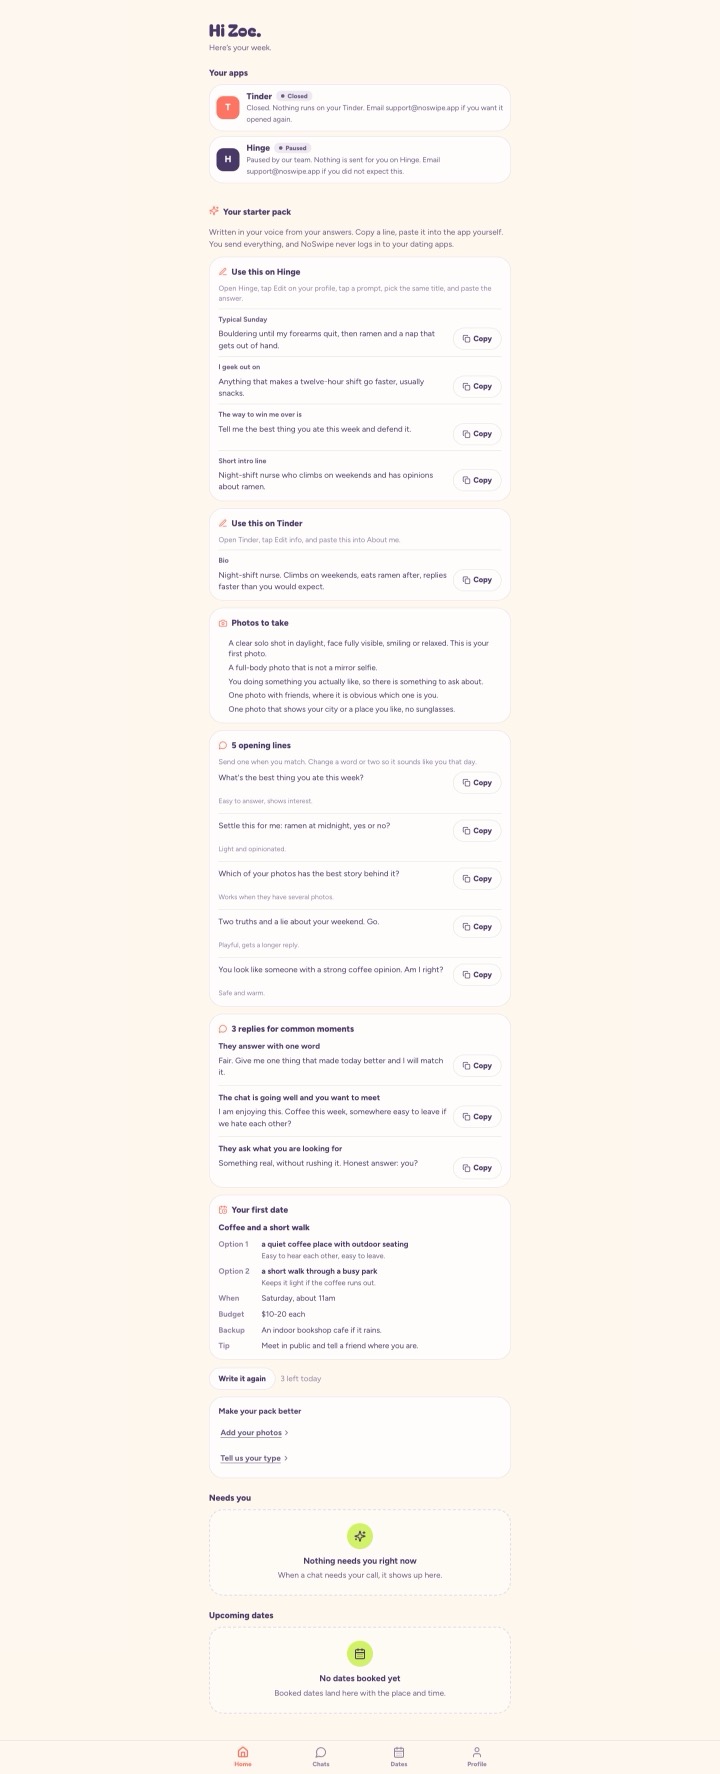 Hi Zoe.
Here's your week.
Your apps
T
Tinder
Closed
Closed. Nothing runs on your Tinder. Email support@noswipe.app if you want it
opened again.
H
Hinge
Paused
Paused by our team. Nothing is sent for you on Hinge. Email
support@noswipe.app if you did not expect this.
Your starter pack
Written in your voice from your answers. Copy a line, paste it into the app yourself.
You send everything, and NoSwipe never logs in to your dating apps.
Use this on Hinge
Open Hinge, tap Edit on your profile, tap a prompt, pick the same title, and paste the
answer.
Typical Sunday
Bouldering until my forearms quit, then ramen and a nap that
gets out of hand.
Copy
I geek out on
Anything that makes a twelve-hour shift go faster, usually
snacks.
Copy
The way to win me over is
Tell me the best thing you ate this week and defend it.
Copy
Short intro line
Night-shift nurse who climbs on weekends and has opinions
about ramen.
Copy
Use this on Tinder
Open Tinder, tap Edit info, and paste this into About me.
Bio
Night-shift nurse. Climbs on weekends, eats ramen after, replies
faster than you would expect.
Copy
Photos to take
A clear solo shot in daylight, face fully visible, smiling or relaxed. This is your
first photo.
A full-body photo that is not a mirror selfie.
You doing something you actually like, so there is something to ask about.
One photo with friends, where it is obvious which one is you.
One photo that shows your city or a place you like, no sunglasses.
5 opening lines
Send one when you match. Change a word or two so it sounds like you that day.
What's the best thing you ate this week?
Copy
Easy to answer, shows interest.
Settle this for me: ramen at midnight, yes or no?
Copy
Light and opinionated.
Which of your photos has the best story behind it?
Copy
Works when they have several photos.
Two truths and a lie about your weekend. Go.
Copy
Playful, gets a longer reply.
You look like someone with a strong coffee opinion. Am I right?
Copy
Safe and warm.
3 replies for common moments
They answer with one word
Fair. Give me one thing that made today better and I will match
it.
Copy
The chat is going well and you want to meet
I am enjoying this. Coffee this week, somewhere easy to leave if
we hate each other?
Copy
They ask what you are looking for
Something real, without rushing it. Honest answer: you?
Copy
Your first date
Coffee and a short walk
Option 1 a quiet coffee place with outdoor seating
Easy to hear each other, easy to leave.
Option 2 a short walk through a busy park
Keeps it light if the coffee runs out.
When Saturday, about 11am
Budget $10-20 each
Backup An indoor bookshop cafe if it rains.
Tip Meet in public and tell a friend where you are.
Write it again 3 left today
Make your pack better
Add your photos
Tell us your type
Needs you
Nothing needs you right now
When a chat needs your call, it shows up here.
Upcoming dates
No dates booked yet
Booked dates land here with the place and time.
Home Chats Dates Profile